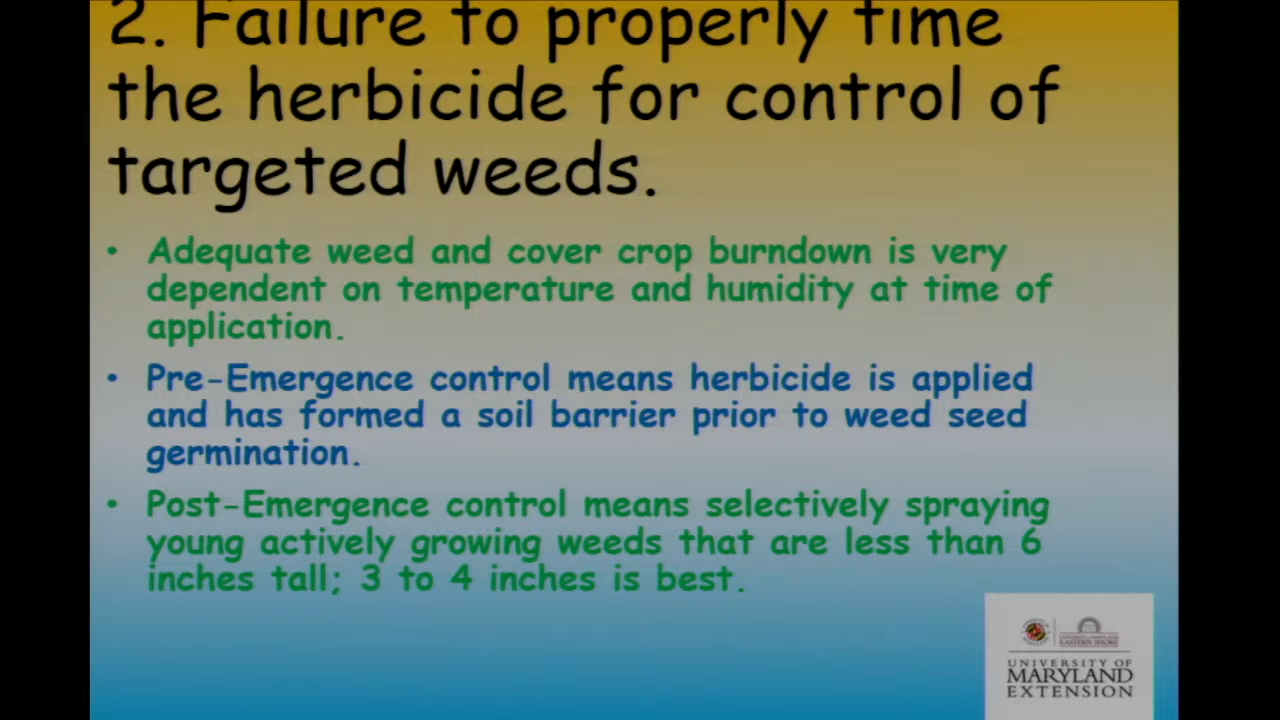 2. Failure to properly time
the herbicide for control of
targeted weeds.
• Adequate weed and cover crop burndown is very
dependent on temperature and humidity at time of
application.
• Pre-Emergence control means herbicide is applied
and has formed a soil barrier prior to weed seed
germination.
• Post-Emergence control means selectively spraying
young actively growing weeds that are less than 6
inches tall; 3 to 4 inches is best.
EASTERN SHORE
UNIVERSITY OF
MARYLAND
EXTENSION